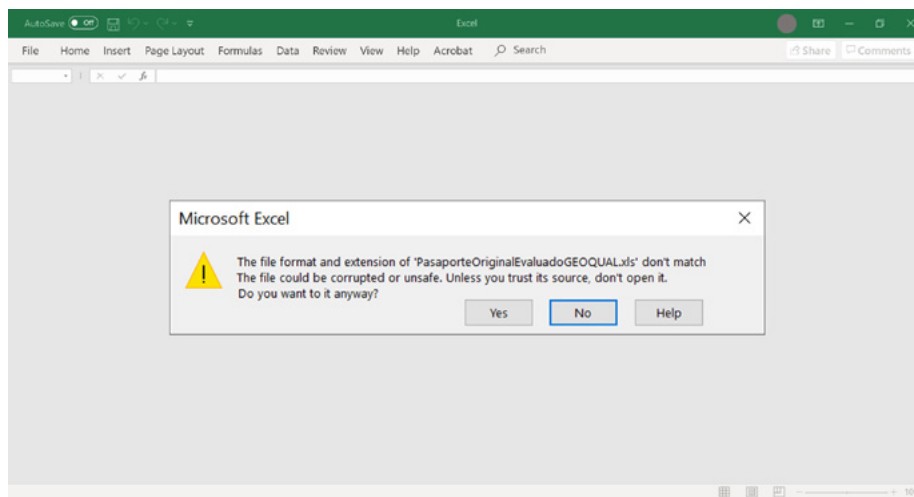 AutoSave Off Excel
File Home Insert Page Layout Formulas Data Review View Help Acrobat Search Share Comments
fx
Microsoft Excel
The file format and extension of 'PasaporteOriginalEvaluadoGEOQUAL.xls' don't match
The file could be corrupted or unsafe. Unless you trust its source, don't open it.
Do you want to it anyway?
Yes No Help